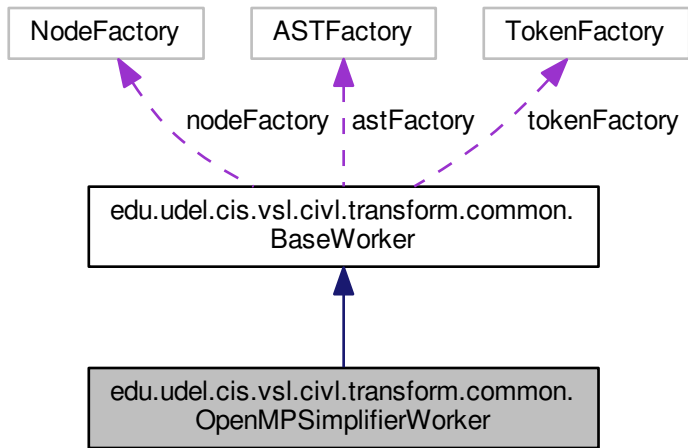 NodeFactory
ASTFactory
TokenFactory
nodeFactory
astFactory
tokenFactory
edu.udel.cis.vsl.civl.transform.common.
BaseWorker
edu.udel.cis.vsl.civl.transform.common.
OpenMPSimplifierWorker